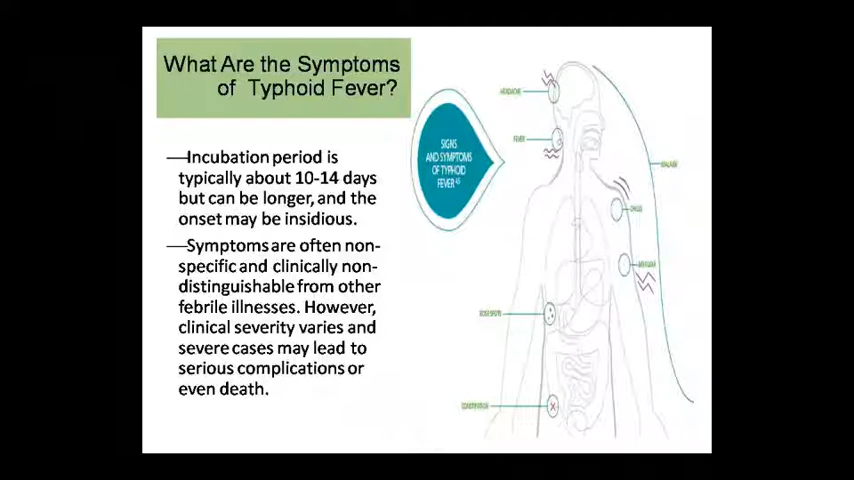 What Are the Symptoms
of Typhoid Fever?
—Incubation period is
typically about 10-14 days
but can be longer, and the
onset may be insidious.
—Symptoms are often non-
specific and clinically non-
distinguishable from other
febrile illnesses. However,
clinical severity varies and
severe cases may lead to
serious complications or
even death.
SIGNS
AND SYMPTOMS
OF TYPHOID
FEVER
HEADACHE
FEVER
MALAISE
CHILLS
MYALGIA
ROSE SPOTS
CONSTIPATION